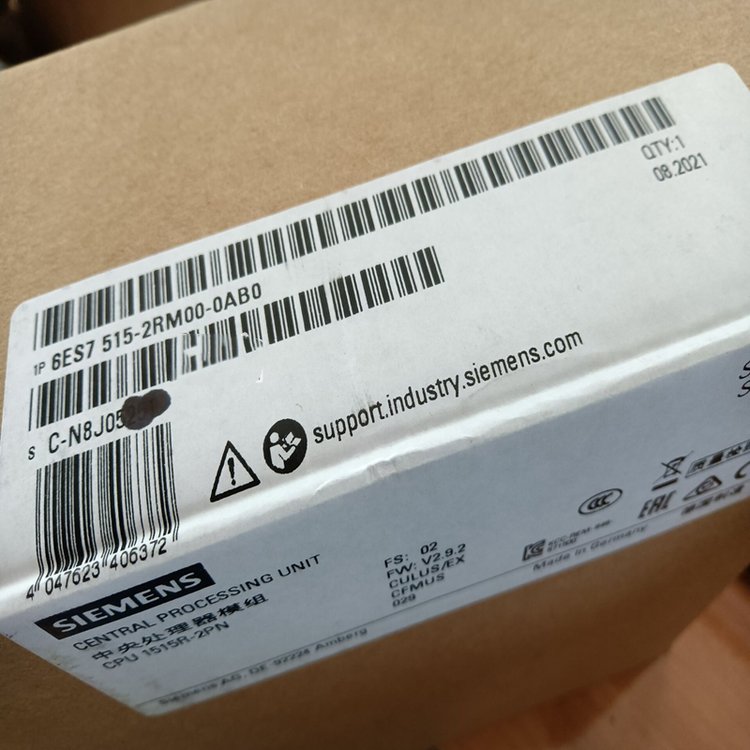 QTY:1
08.2021
1P 6ES7 515-2RM00-0AB0
S C-N8J05
support.industry.siemens.com
4 047623 406372
SIEMENS
CENTRAL PROCESSING UNIT
中央处理器模组
CPU 1515R-2PN
FS: 02
FW: V2.9.2
CULUS/EX
CFMUS
029
CCC
EAC
Made in Germany
Siemens AG, DE 92224 Amberg